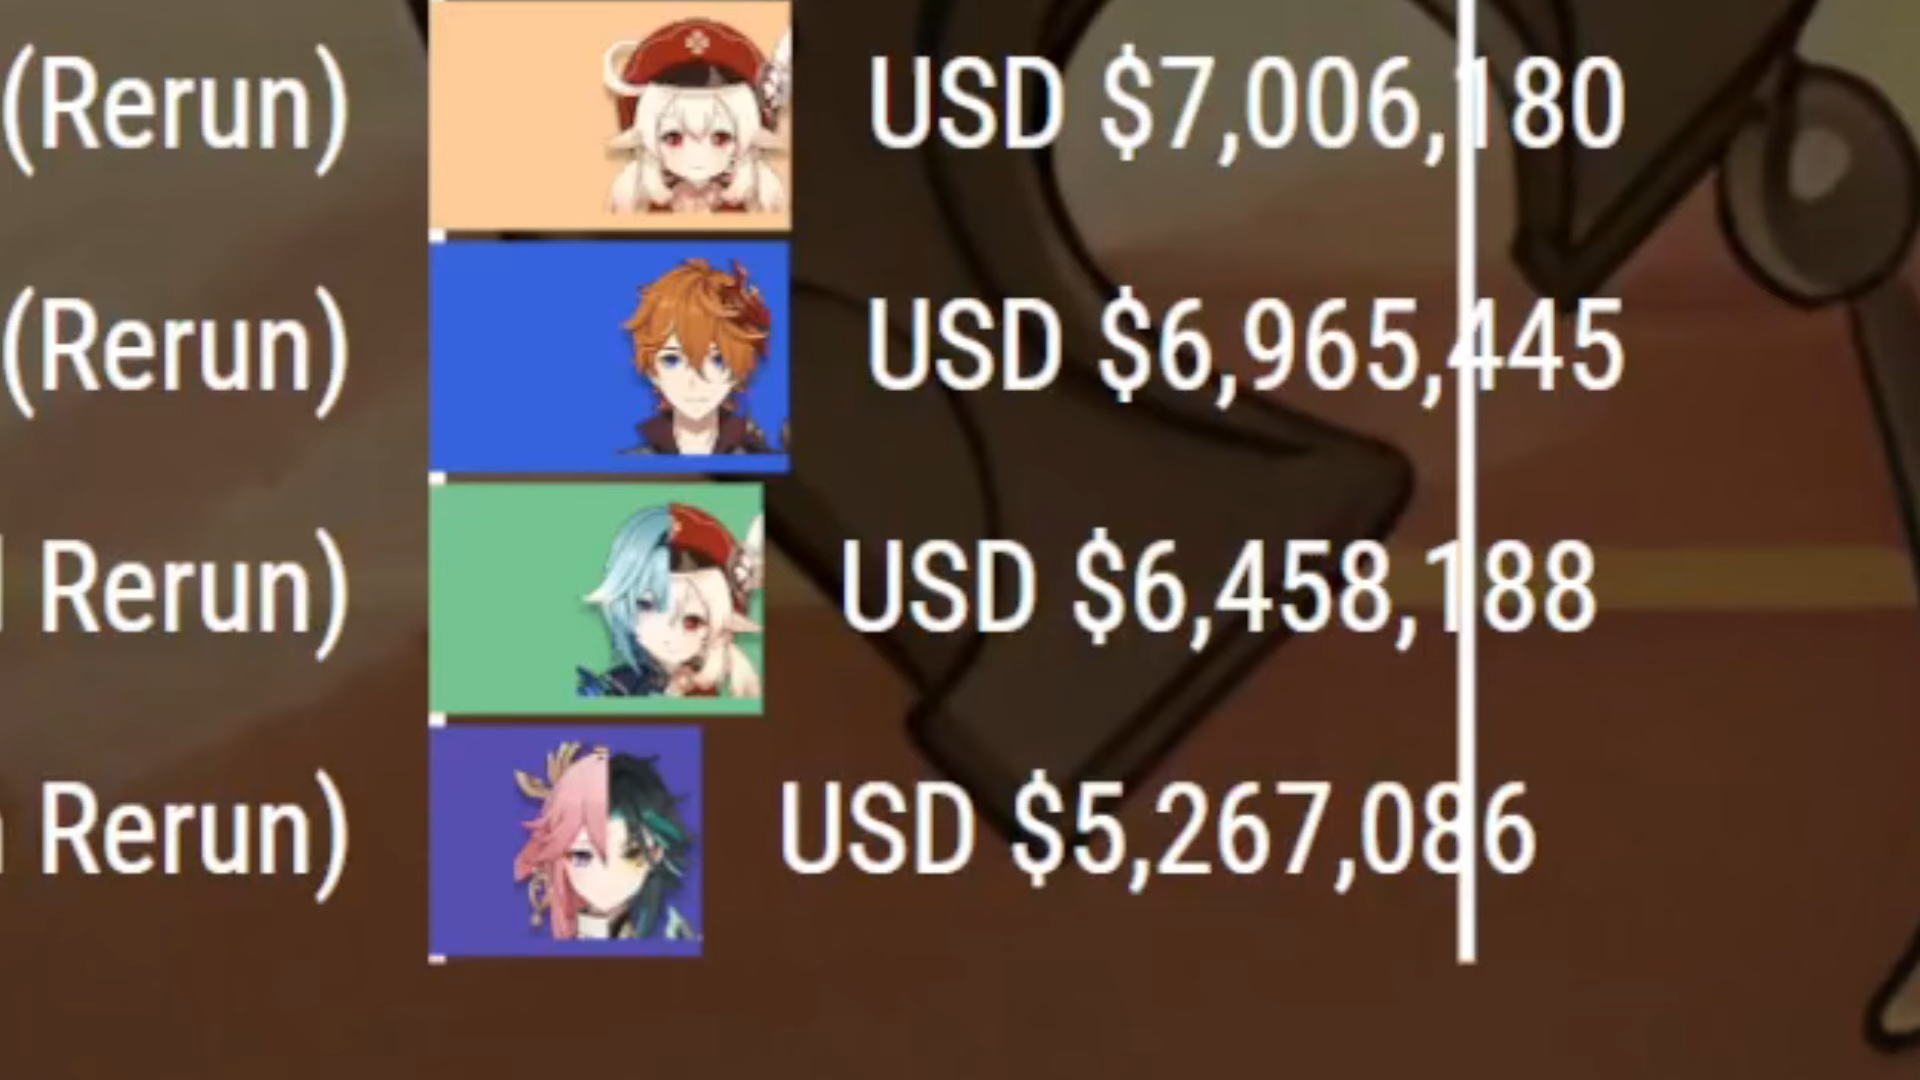 (Rerun) USD $7,006,180
(Rerun) USD $6,965,445
Rerun) USD $6,458,188
Rerun) USD $5,267,086